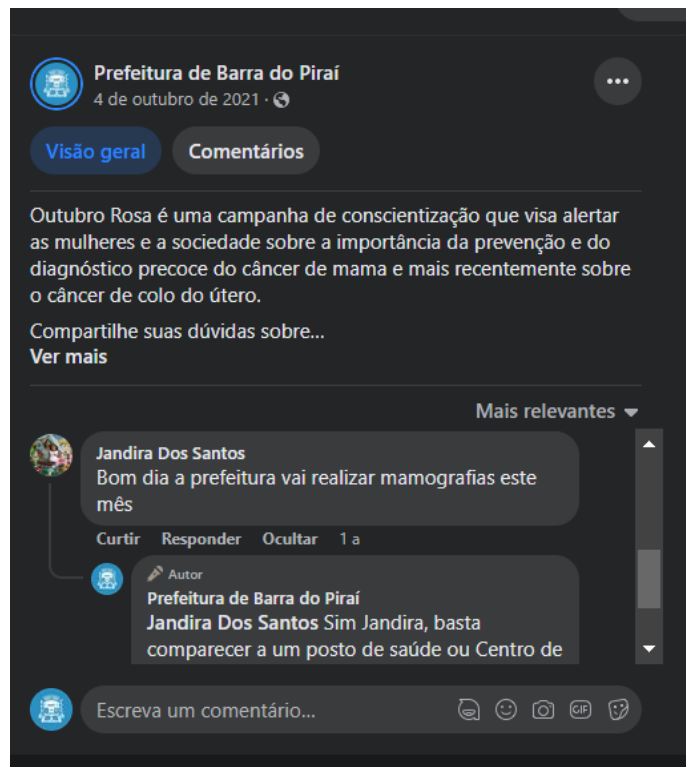 Prefeitura de Barra do Piraí
4 de outubro de 2021 ·
Visão geral
Comentários
Outubro Rosa é uma campanha de conscientização que visa alertar
as mulheres e a sociedade sobre a importância da prevenção e do
diagnóstico precoce do câncer de mama e mais recentemente sobre
o câncer de colo do útero.
Compartilhe suas dúvidas sobre...
Ver mais
Mais relevantes
Jandira Dos Santos
Bom dia a prefeitura vai realizar mamografias este
mês
Curtir Responder Ocultar 1 a
Autor
Prefeitura de Barra do Piraí
Jandira Dos Santos Sim Jandira, basta
comparecer a um posto de saúde ou Centro de
Escreva um comentário...
GIF